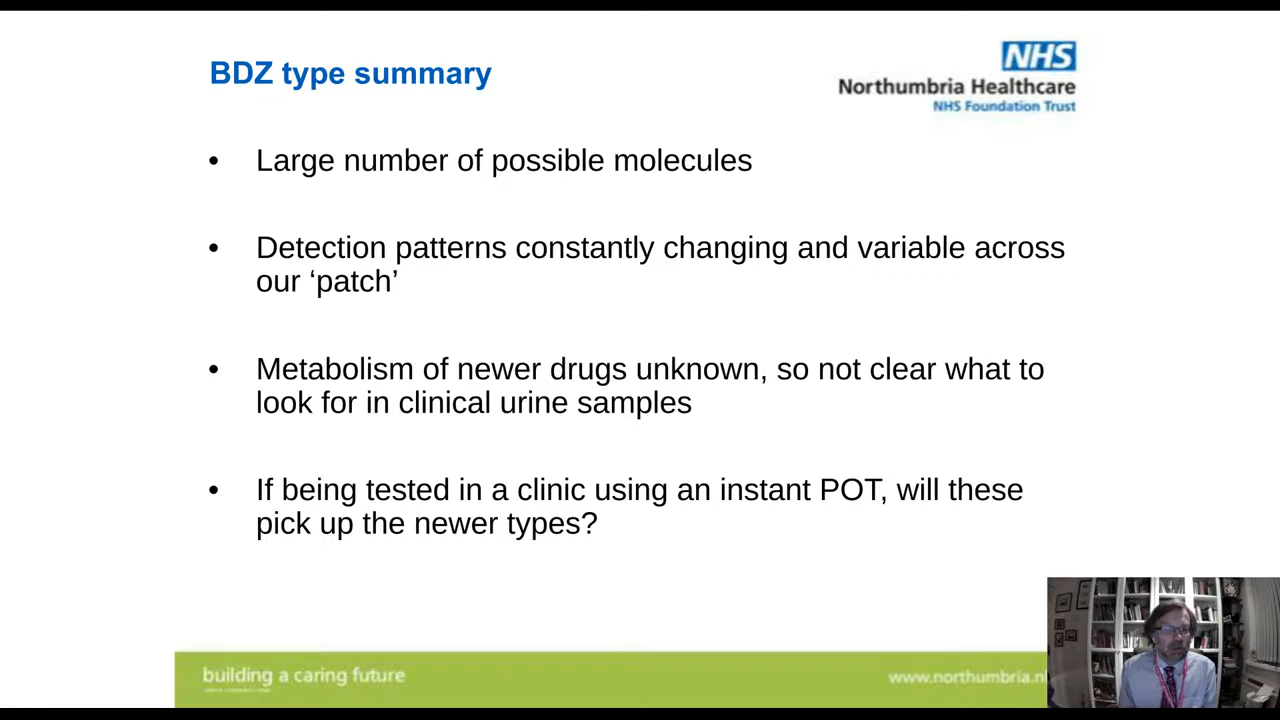 BDZ type summary
NHS
Northumbria Healthcare
NHS Foundation Trust
• Large number of possible molecules
• Detection patterns constantly changing and variable across
our ‘patch’
• Metabolism of newer drugs unknown, so not clear what to
look for in clinical urine samples
• If being tested in a clinic using an instant POT, will these
pick up the newer types?
building a caring future
www.northumbria.n